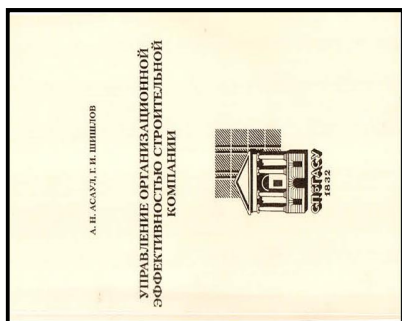 А. Н. АСАУЛ, Г. И. ШИШЛОВ
УПРАВЛЕНИЕ ОРГАНИЗАЦИОННОЙ
ЭФФЕКТИВНОСТЬЮ СТРОИТЕЛЬНОЙ
КОМПАНИИ
СПБГАСУ
1832